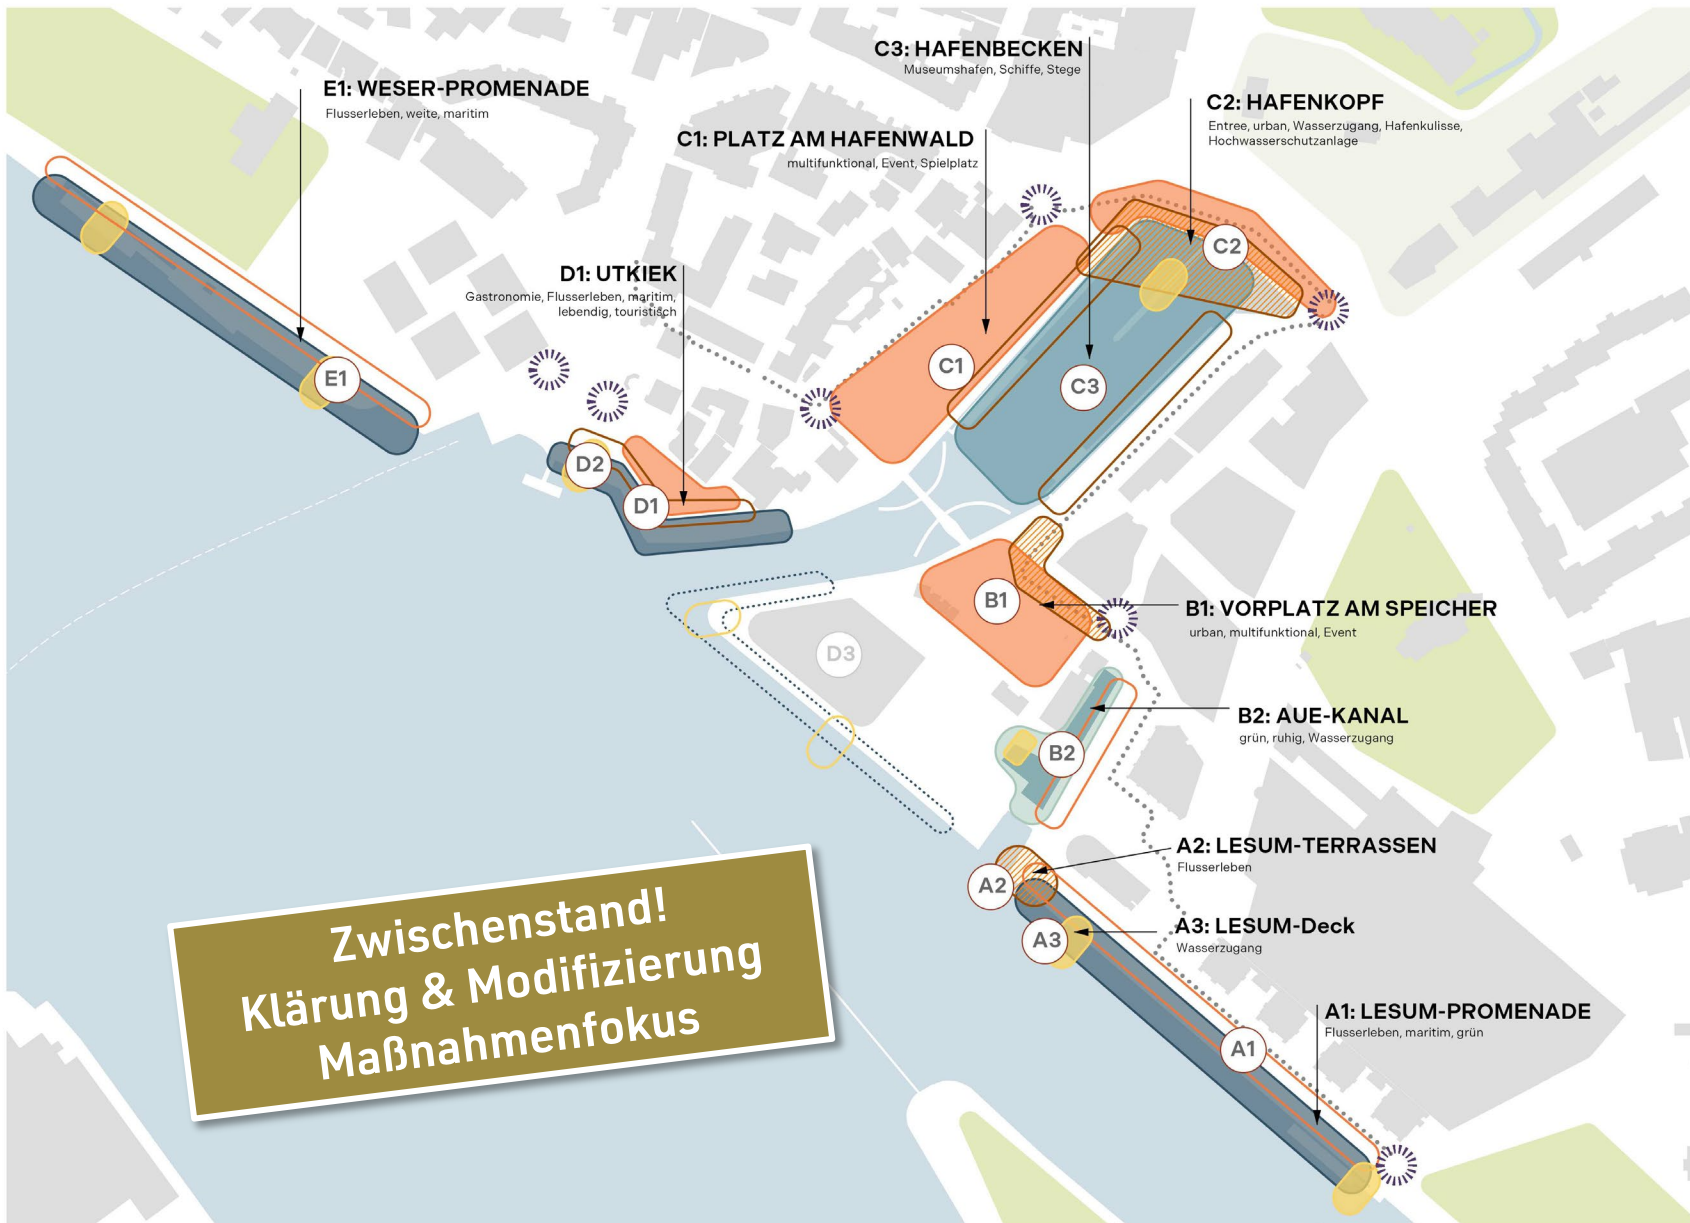 C3: HAFENBECKEN
Museumshafen, Schiffe, Stege
E1: WESER-PROMENADE
Flusserleben, weite, maritim
C2: HAFENKOPF
Entree, urban, Wasserzugang, Hafenkulisse,
Hochwasserschutzanlage
C1: PLATZ AM HAFENWALD
multifunktional, Event, Spielplatz
C2
D1: UTKIEK
Gastronomie, Flusserleben, maritim,
lebendig, touristisch
C1
E1
C3
D2
D1
B1
B1: VORPLATZ AM SPEICHER
urban, multifunktional, Event
D3
B2: AUE-KANAL
grün, ruhig, Wasserzugang
B2
A2: LESUM-TERRASSEN
Flusserleben
A2
A3: LESUM-Deck
Wasserzugang
A3
Zwischenstand!
Klärung & Modifizierung
Maßnahmenfokus
A1: LESUM-PROMENADE
Flusserleben, maritim, grün
A1